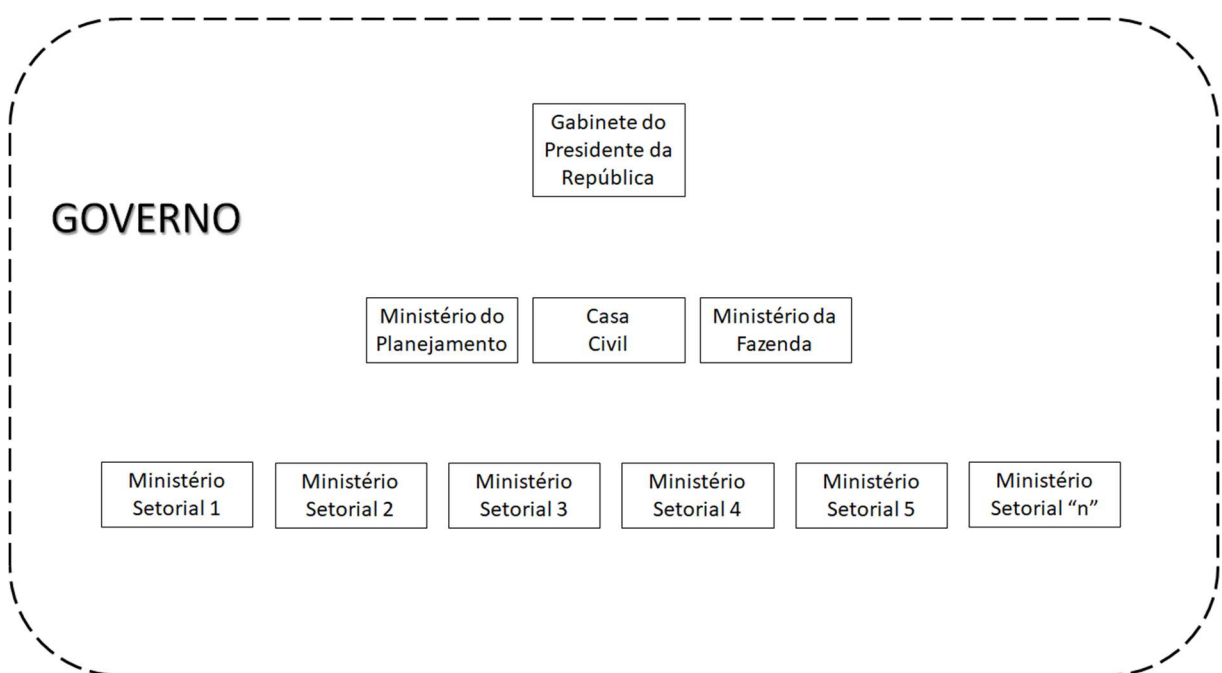 Gabinete do
Presidente da
República
GOVERNO
Ministério do
Planejamento
Casa
Civil
Ministério da
Fazenda
Ministério
Setorial 1
Ministério
Setorial 2
Ministério
Setorial 3
Ministério
Setorial 4
Ministério
Setorial 5
Ministério
Setorial “n”